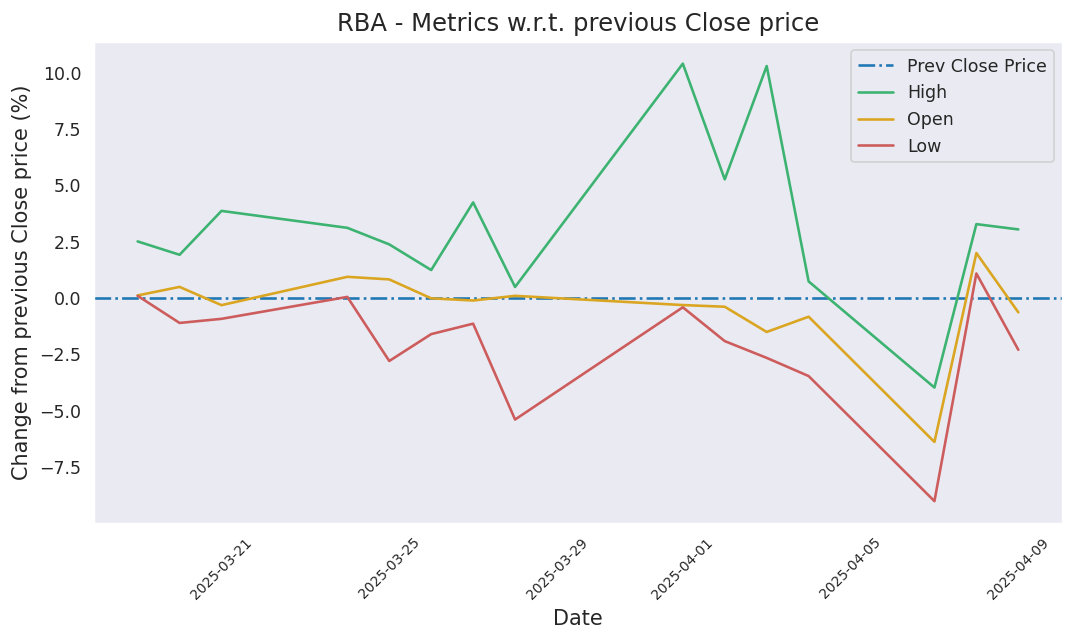 RBA - Metrics w.r.t. previous Close price
Change from previous Close price (%)
10.0
7.5
5.0
2.5
0.0
−2.5
−5.0
−7.5
Prev Close Price
High
Open
Low
2025-03-21
2025-03-25
2025-03-29
2025-04-01
2025-04-05
2025-04-09
Date